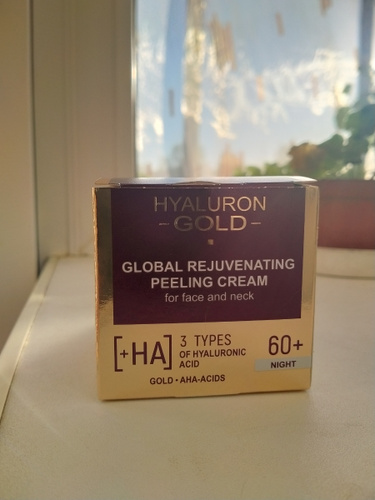 HYALURON
- GOLD -
GLOBAL REJUVENATING
PEELING CREAM
for face and neck
[+HA] 3 TYPES
OF HYALURONIC
ACID
60+
NIGHT
GOLD • AHA-ACIDS